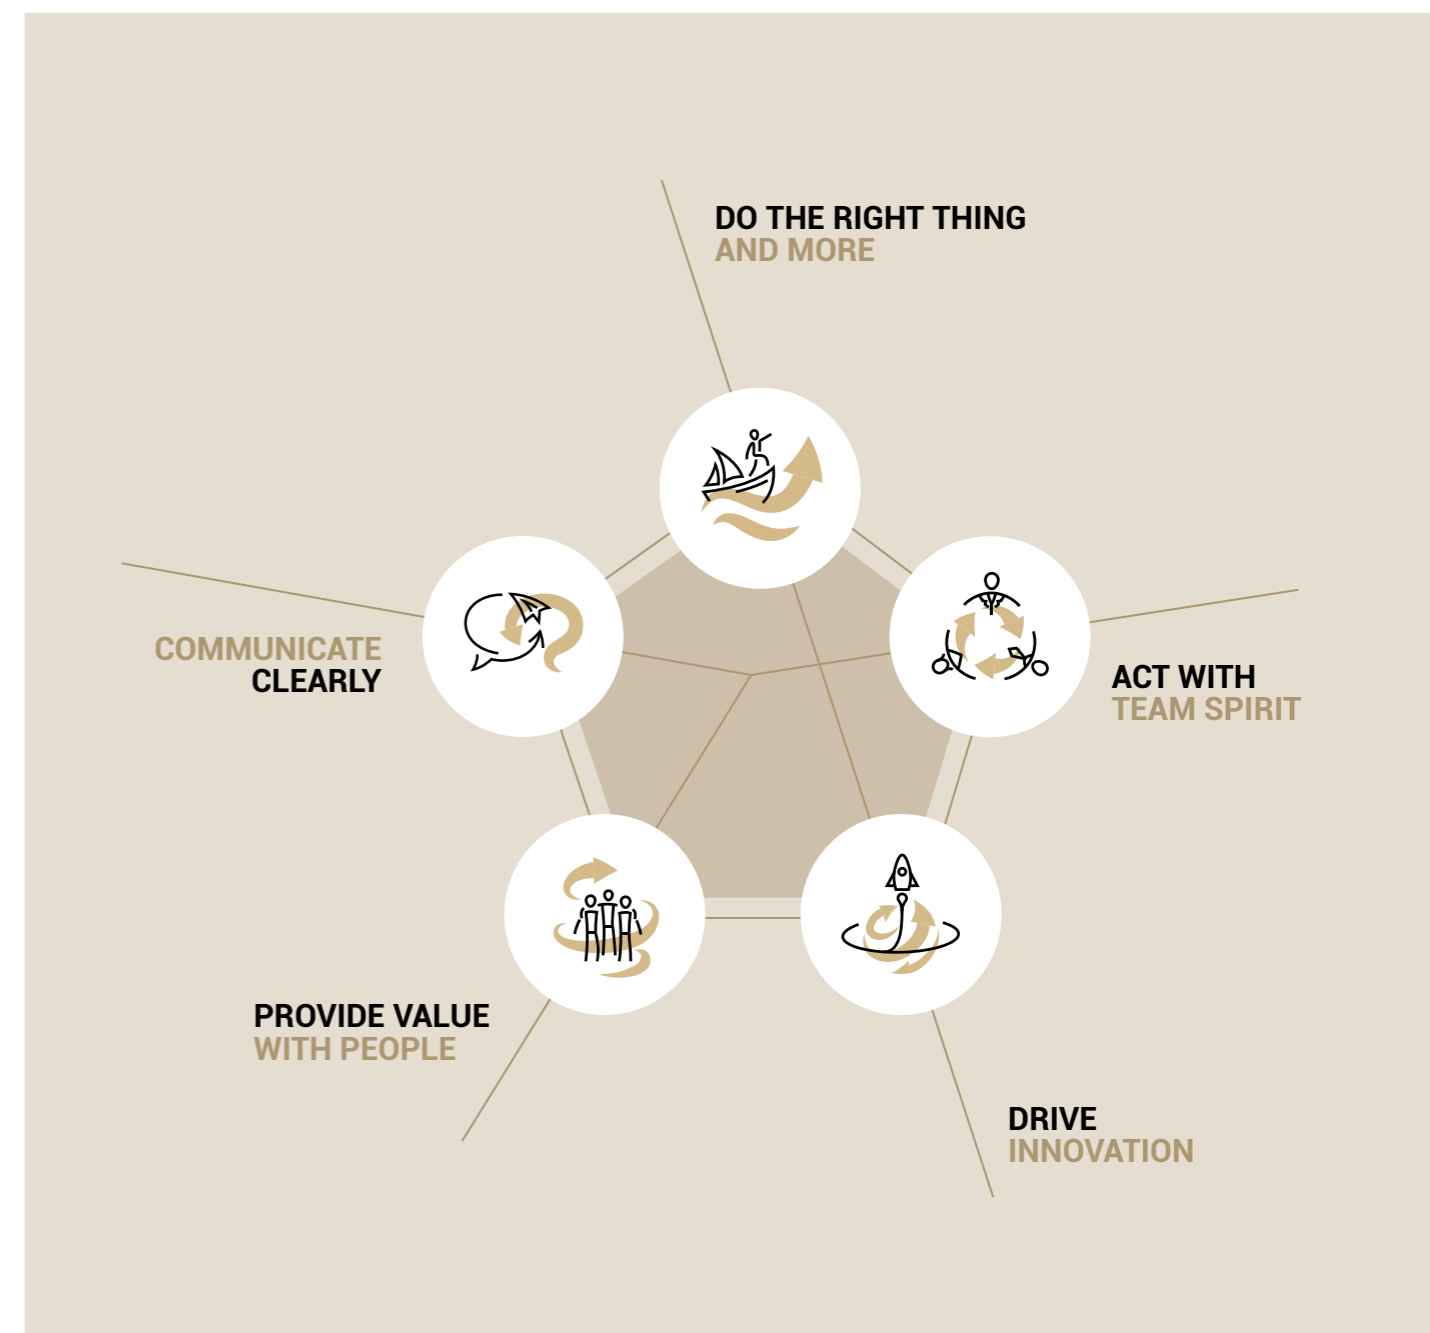 DO THE RIGHT THING
AND MORE
COMMUNICATE
CLEARLY
ACT WITH
TEAM SPIRIT
PROVIDE VALUE
WITH PEOPLE
DRIVE
INNOVATION